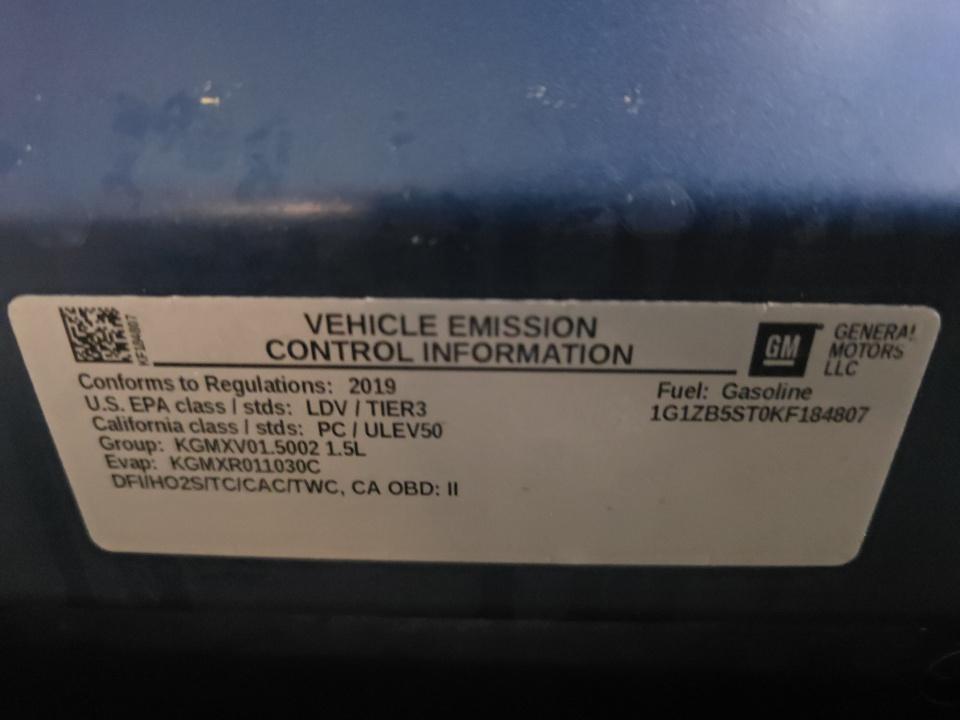 VEHICLE EMISSION
CONTROL INFORMATION
KF184807
GM
GENERAL
MOTORS
LLC
Conforms to Regulations: 2019
U.S. EPA class / stds: LDV / TIER3
California class / stds: PC / ULEV50
Group: KGMXV01.5002 1.5L
Evap: KGMXR011030C
DFI/HO2S/TC/CAC/TWC, CA OBD: II
Fuel: Gasoline
1G1ZB5ST0KF184807